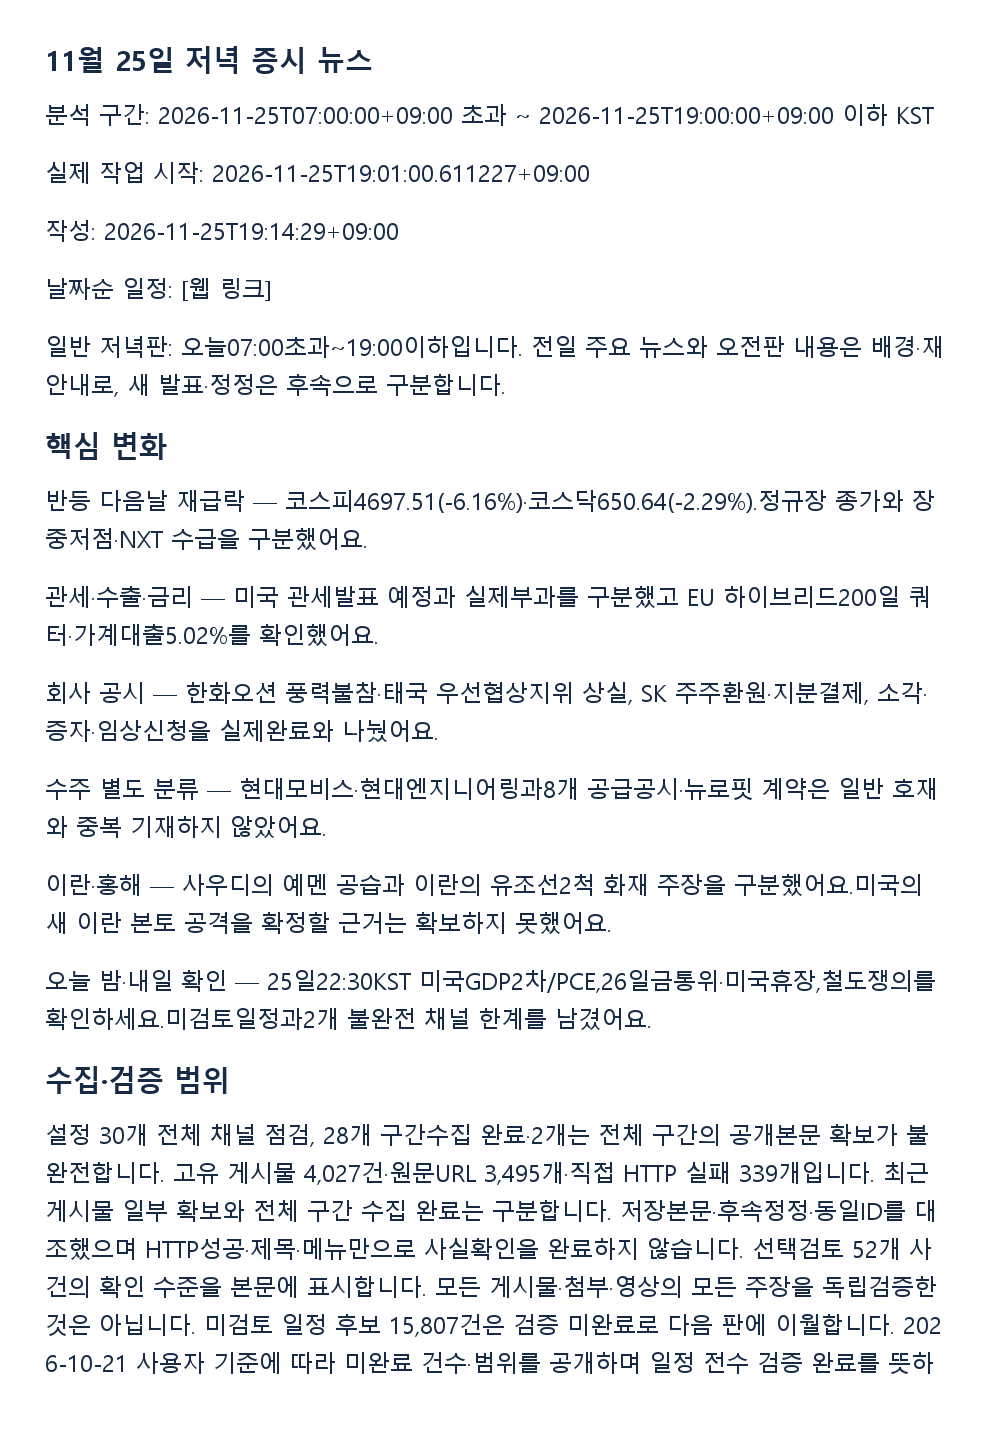 11월 25일 저녁 증시 뉴스
분석 구간: 2026-11-25T07:00:00+09:00 초과 ~ 2026-11-25T19:00:00+09:00 이하 KST
실제 작업 시작: 2026-11-25T19:01:00.611227+09:00
작성: 2026-11-25T19:14:29+09:00
날짜순 일정: [웹 링크]
일반 저녁판: 오늘07:00초과~19:00이하입니다. 전일 주요 뉴스와 오전판 내용은 배경·재
안내로, 새 발표·정정은 후속으로 구분합니다.
핵심 변화
반등 다음날 재급락 — 코스피4697.51(-6.16%)·코스닥650.64(-2.29%).정규장 종가와 장
중저점·NXT 수급을 구분했어요.
관세·수출·금리 — 미국 관세발표 예정과 실제부과를 구분했고 EU 하이브리드200일 쿼
터·가계대출5.02%를 확인했어요.
회사 공시 — 한화오션 풍력불참·태국 우선협상지위 상실, SK 주주환원·지분결제, 소각·
증자·임상신청을 실제완료와 나눴어요.
수주 별도 분류 — 현대모비스·현대엔지니어링과8개 공급공시·뉴로핏 계약은 일반 호재
와 중복 기재하지 않았어요.
이란·홍해 — 사우디의 예멘 공습과 이란의 유조선2척 화재 주장을 구분했어요.미국의
새 이란 본토 공격을 확정할 근거는 확보하지 못했어요.
오늘 밤·내일 확인 — 25일22:30KST 미국GDP2차/PCE,26일금통위·미국휴장,철도쟁의를
확인하세요.미검토일정과2개 불완전 채널 한계를 남겼어요.
수집·검증 범위
설정 30개 전체 채널 점검, 28개 구간수집 완료·2개는 전체 구간의 공개본문 확보가 불
완전합니다. 고유 게시물 4,027건·원문URL 3,495개·직접 HTTP 실패 339개입니다. 최근
게시물 일부 확보와 전체 구간 수집 완료는 구분합니다. 저장본문·후속정정·동일ID를 대
조했으며 HTTP성공·제목·메뉴만으로 사실확인을 완료하지 않습니다. 선택검토 52개 사
건의 확인 수준을 본문에 표시합니다. 모든 게시물·첨부·영상의 모든 주장을 독립검증한
것은 아닙니다. 미검토 일정 후보 15,807건은 검증 미완료로 다음 판에 이월합니다. 202
6-10-21 사용자 기준에 따라 미완료 건수·범위를 공개하며 일정 전수 검증 완료를 뜻하